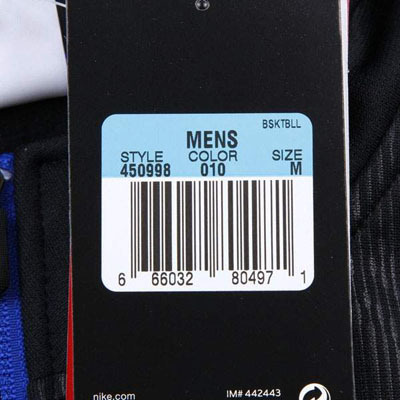 BSKTBLL
MENS
STYLE COLOR SIZE
450998 010 M
6 66032 80497 1
nike.com IM# 442443